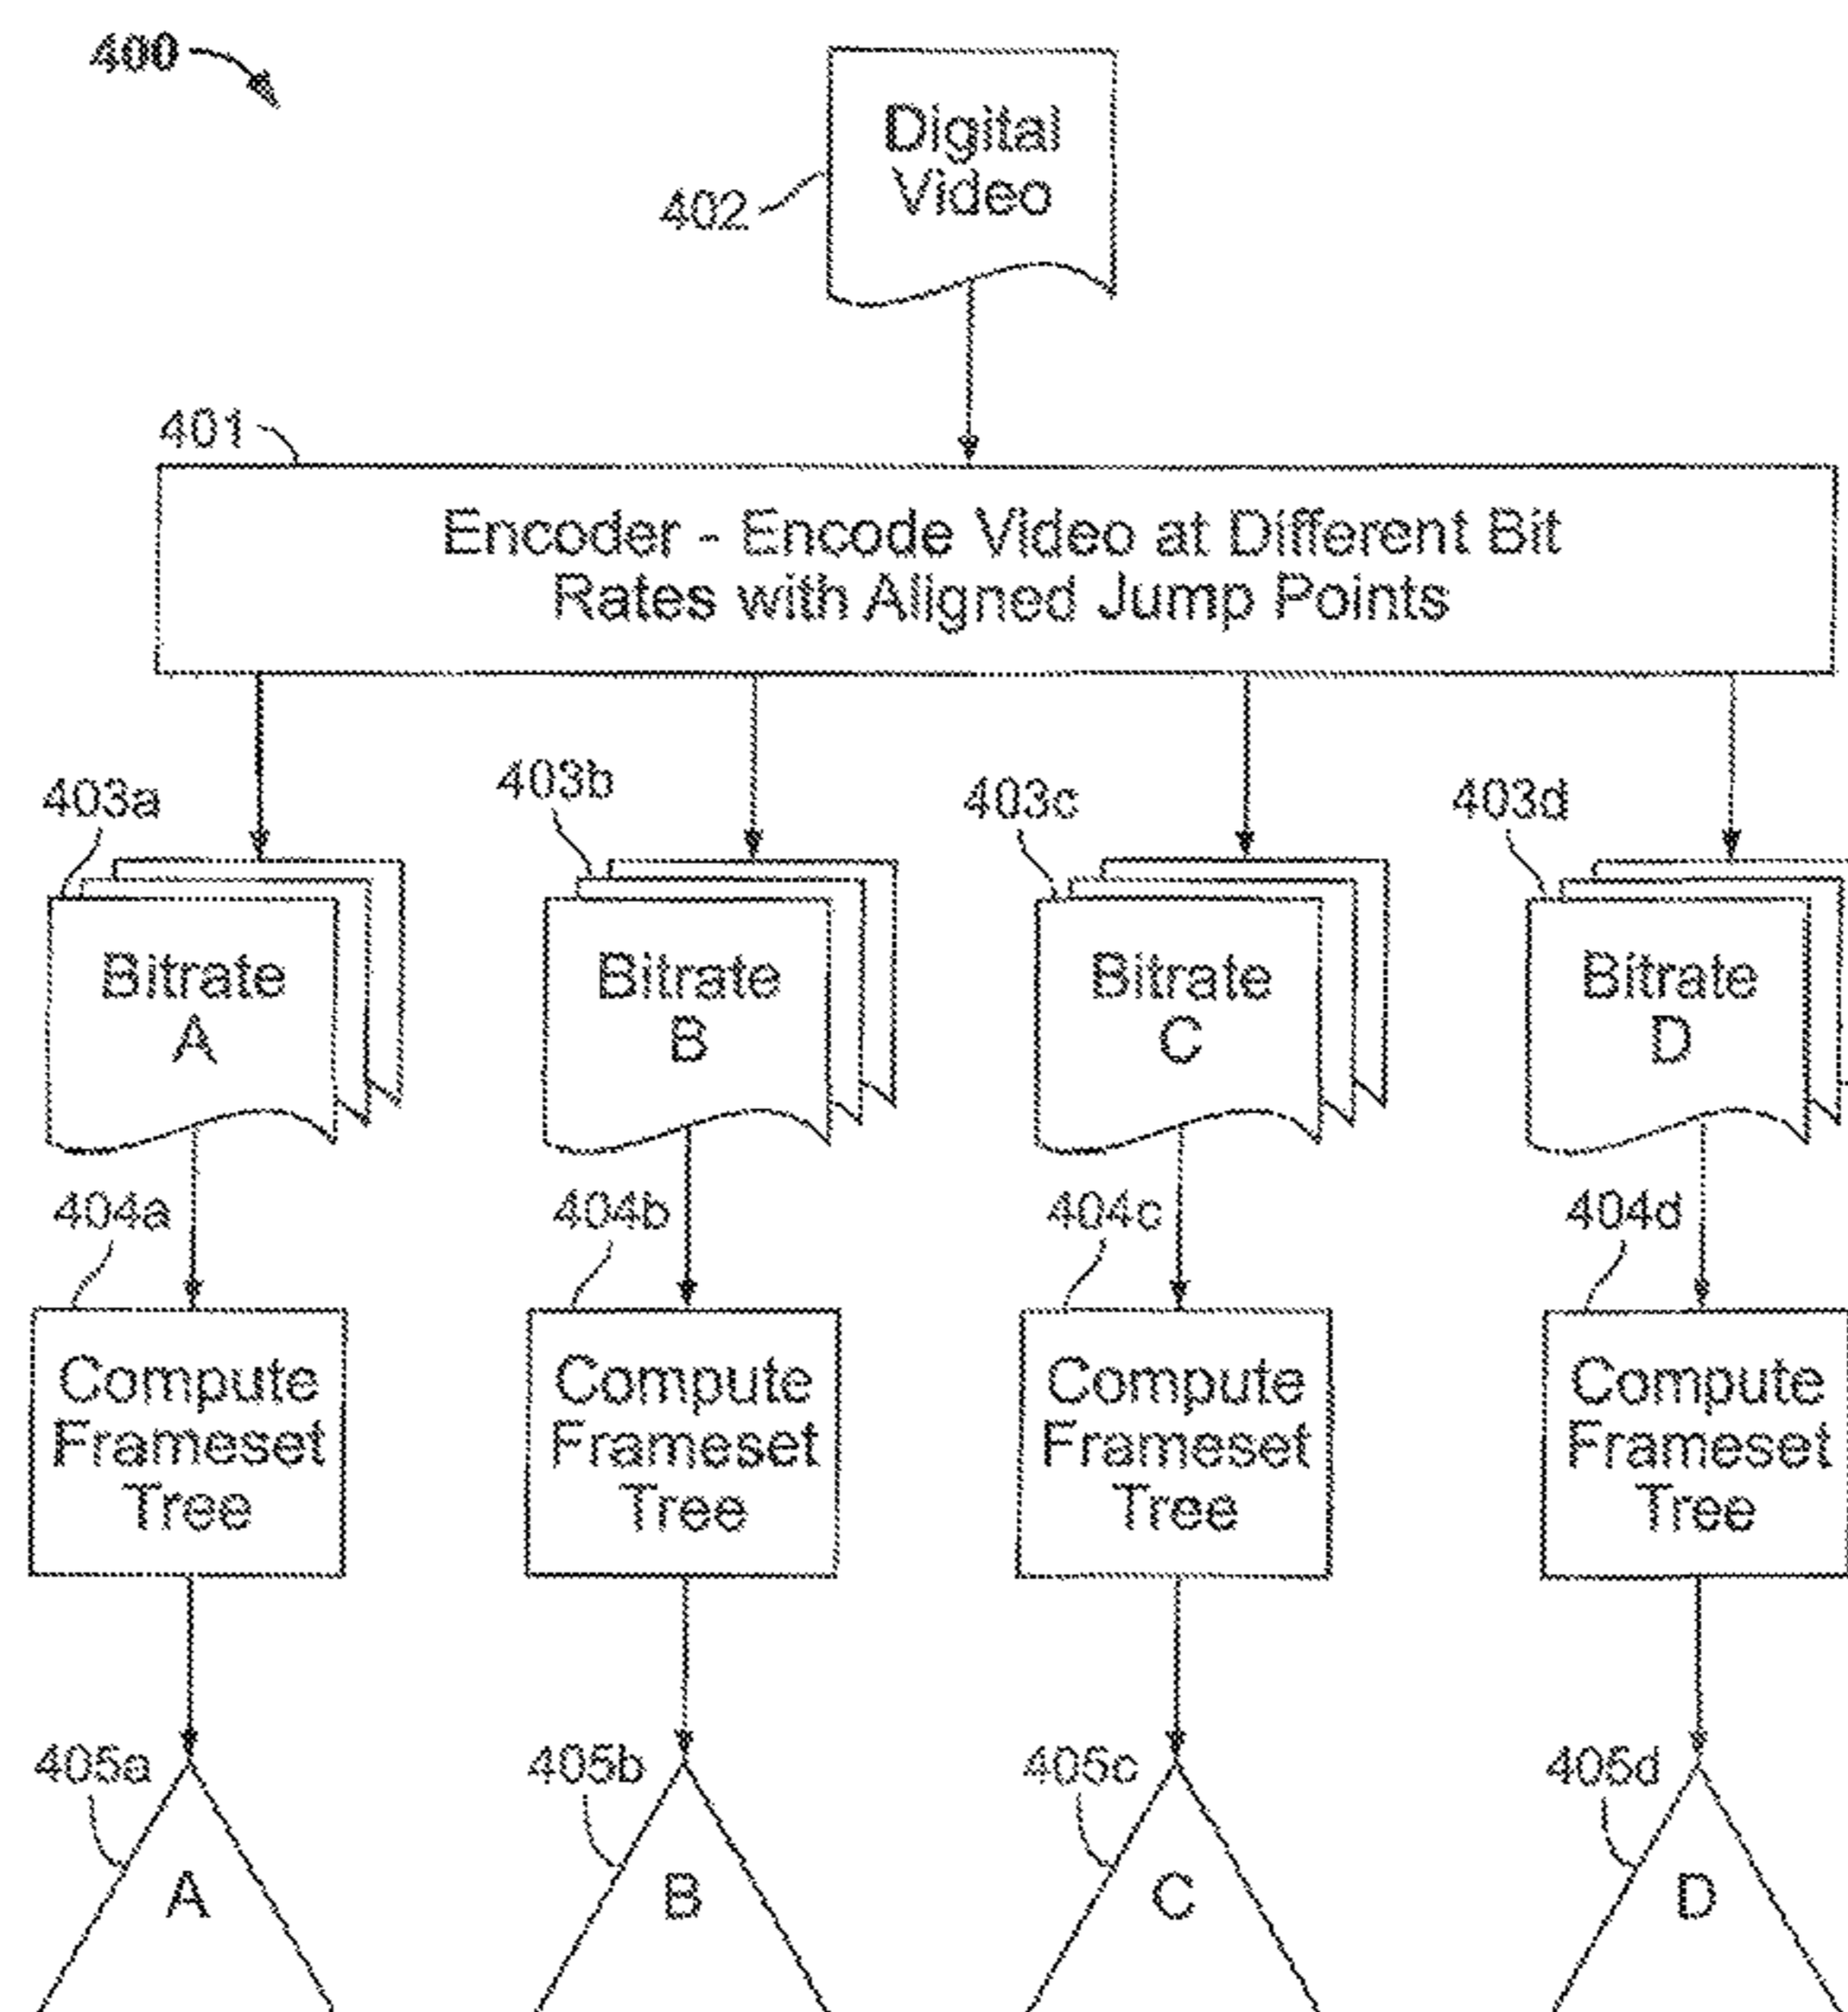 400
Digital
Video
402
401
Encoder - Encode Video at Different Bit
Rates with Aligned Jump Points
403a
403b
403c
403d
Bitrate
A
Bitrate
B
Bitrate
C
Bitrate
D
404a
404b
404c
404d
Compute
Frameset
Tree
Compute
Frameset
Tree
Compute
Frameset
Tree
Compute
Frameset
Tree
405a
405b
405c
405d
A
B
C
D